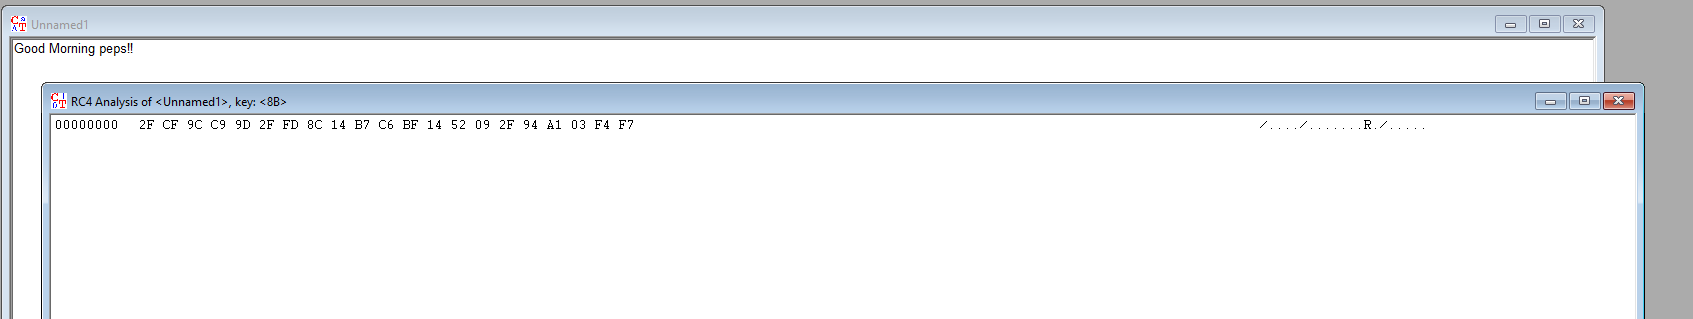 Unnamed1
Good Morning peps!!
RC4 Analysis of <Unnamed1>, key: <8B>
00000000 2F CF 9C C9 9D 2F FD 8C 14 B7 C6 BF 14 52 09 2F 94 A1 03 F4 F7 /..../.......R./.....